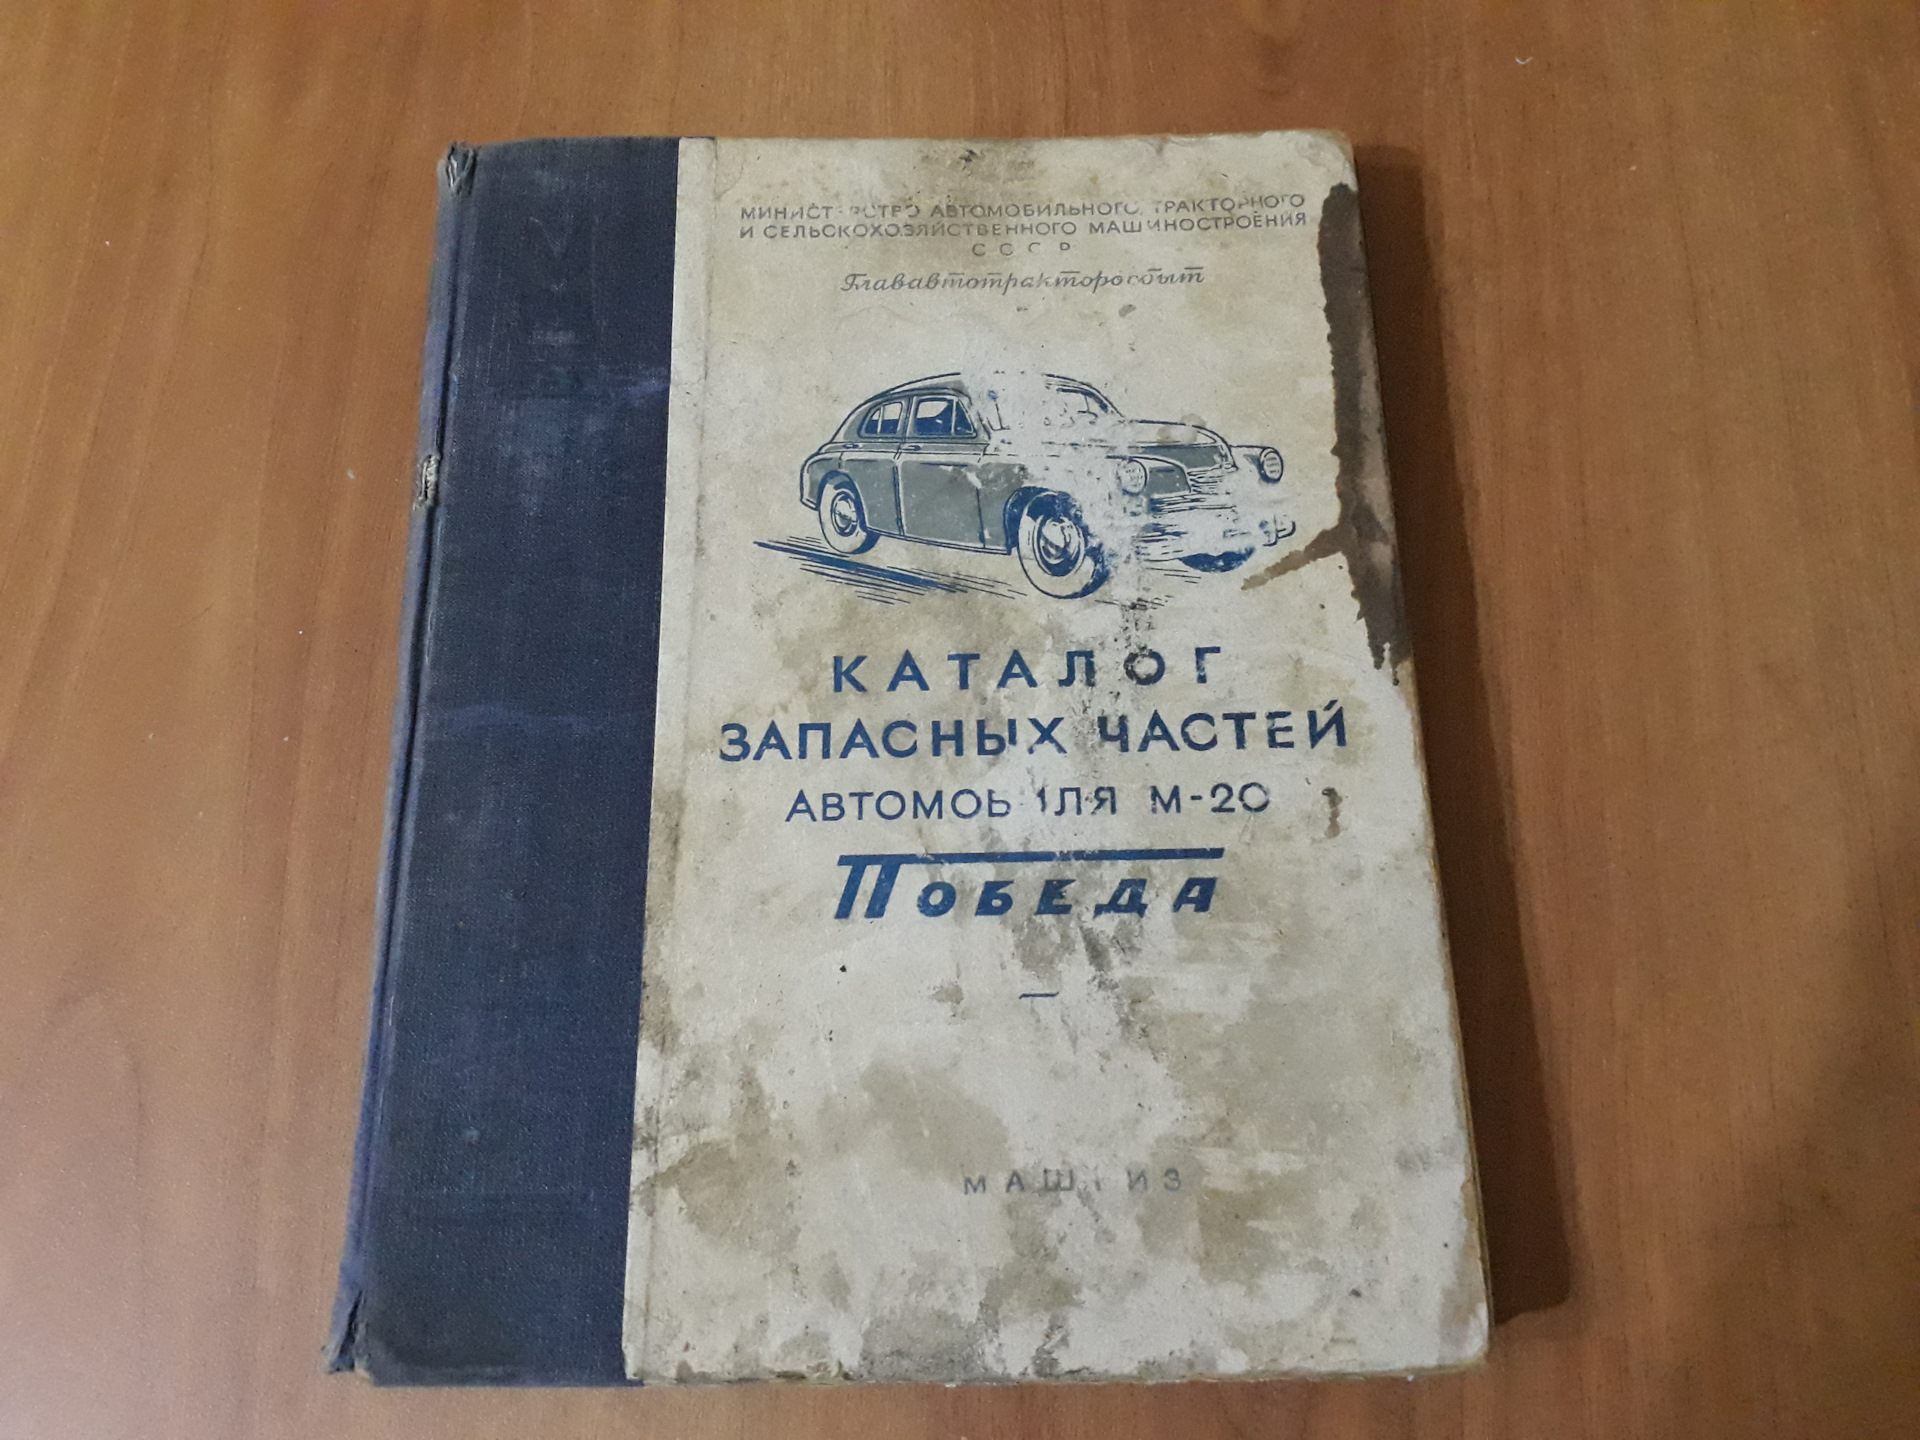 МИНИСТЕРСТВО АВТОМОБИЛЬНОГО, ТРАКТОРНОГО
И СЕЛЬСКОХОЗЯЙСТВЕННОГО МАШИНОСТРОЕНИЯ
СССР
Глававтотракторосбыт
КАТАЛОГ
ЗАПАСНЫХ ЧАСТЕЙ
АВТОМОБИЛЯ М-20
ПОБЕДА
МАШГИЗ